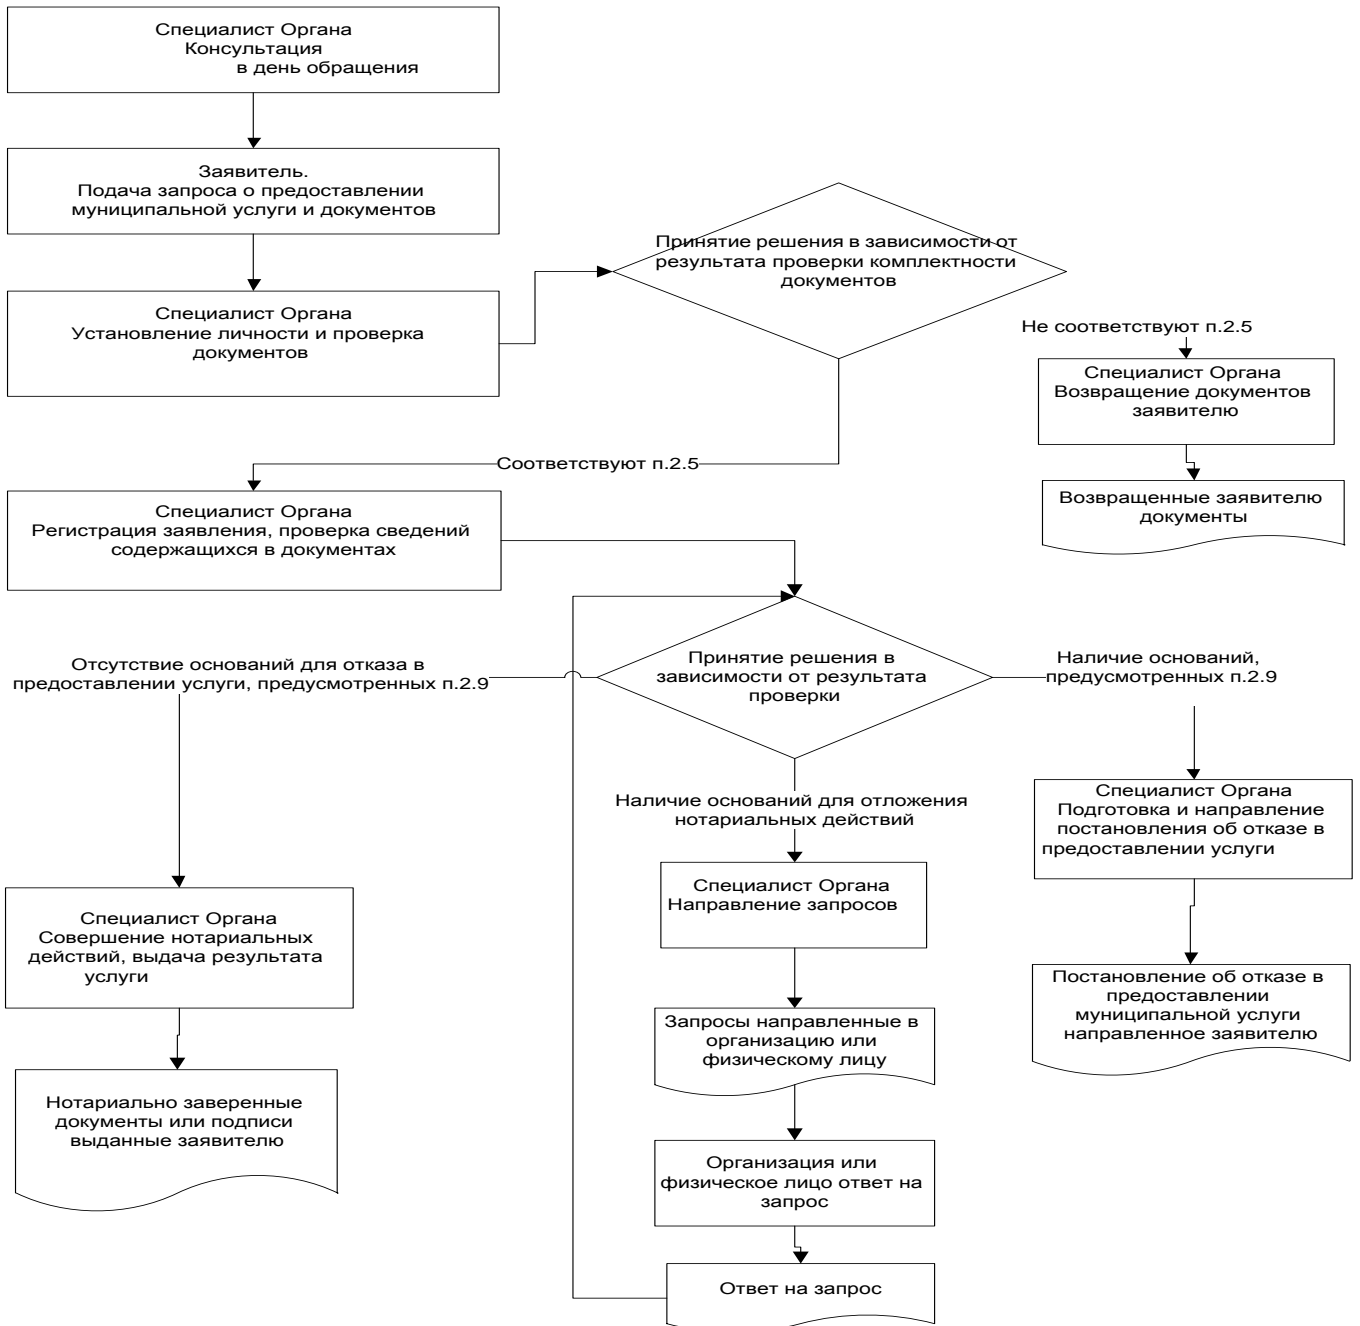 Специалист Органа
Консультация
в день обращения
Заявитель.
Подача запроса о предоставлении
муниципальной услуги и документов
Принятие решения в зависимости от
результата проверки комплектности
документов
Специалист Органа
Установление личности и проверка
документов
Не соответствуют п.2.5
Специалист Органа
Возвращение документов
заявителю
Соответствуют п.2.5
Возвращенные заявителю
документы
Специалист Органа
Регистрация заявления, проверка сведений
содержащихся в документах
Отсутствие оснований для отказа в
предоставлении услуги, предусмотренных п.2.9
Принятие решения в
зависимости от результата
проверки
Наличие оснований,
предусмотренных п.2.9
Наличие оснований для отложения
нотариальных действий
Специалист Органа
Подготовка и направление
постановления об отказе в
предоставлении услуги
Специалист Органа
Направление запросов
Специалист Органа
Совершение нотариальных
действий, выдача результата
услуги
Постановление об отказе в
предоставлении
муниципальной услуги
направленное заявителю
Запросы направленные в
организацию или
физическому лицу
Нотариально заверенные
документы или подписи
выданные заявителю
Организация или
физическое лицо ответ на
запрос
Ответ на запрос